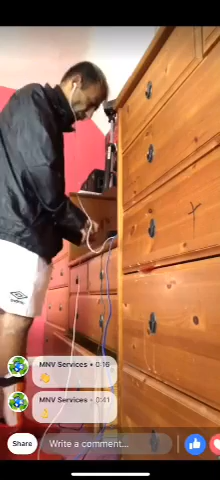 umbro
MNV Services • 0:16
👏
MNV Services • 0:41
Share
Write a comment...